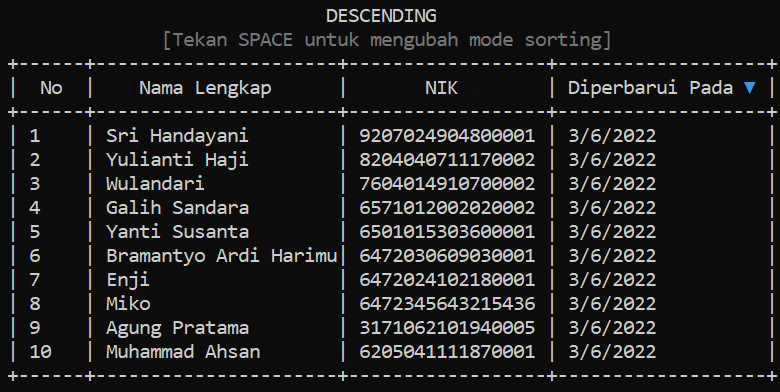 DESCENDING
[Tekan SPACE untuk mengubah mode sorting]
No Nama Lengkap NIK Diperbarui Pada ▼
1 Sri Handayani 9207024904800001 3/6/2022
2 Yulianti Haji 8204040711170002 3/6/2022
3 Wulandari 7604014910700002 3/6/2022
4 Galih Sandara 6571012002020002 3/6/2022
5 Yanti Susanta 6501015303600001 3/6/2022
6 Bramantyo Ardi Harimu 6472030609030001 3/6/2022
7 Enji 6472024102180001 3/6/2022
8 Miko 6472345643215436 3/6/2022
9 Agung Pratama 3171062101940005 3/6/2022
10 Muhammad Ahsan 6205041111870001 3/6/2022